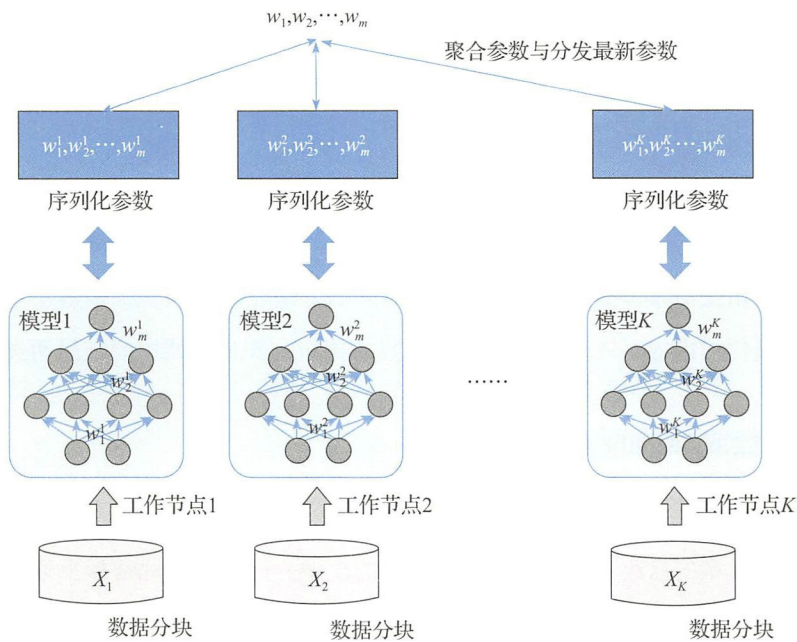 w₁,w₂,⋯,wₘ
聚合参数与分发最新参数
w₁¹,w₂¹,⋯,wₘ¹
w₁²,w₂²,⋯,wₘ²
w₁ᴷ,w₂ᴷ,⋯,wₘᴷ
序列化参数
序列化参数
序列化参数
模型1
wₘ¹
w₂¹
w₁¹
模型2
wₘ²
w₂²
w₁²
……
模型K
wₘᴷ
w₂ᴷ
w₁ᴷ
工作节点1
工作节点2
工作节点K
X₁
X₂
X_K
数据分块
数据分块
数据分块